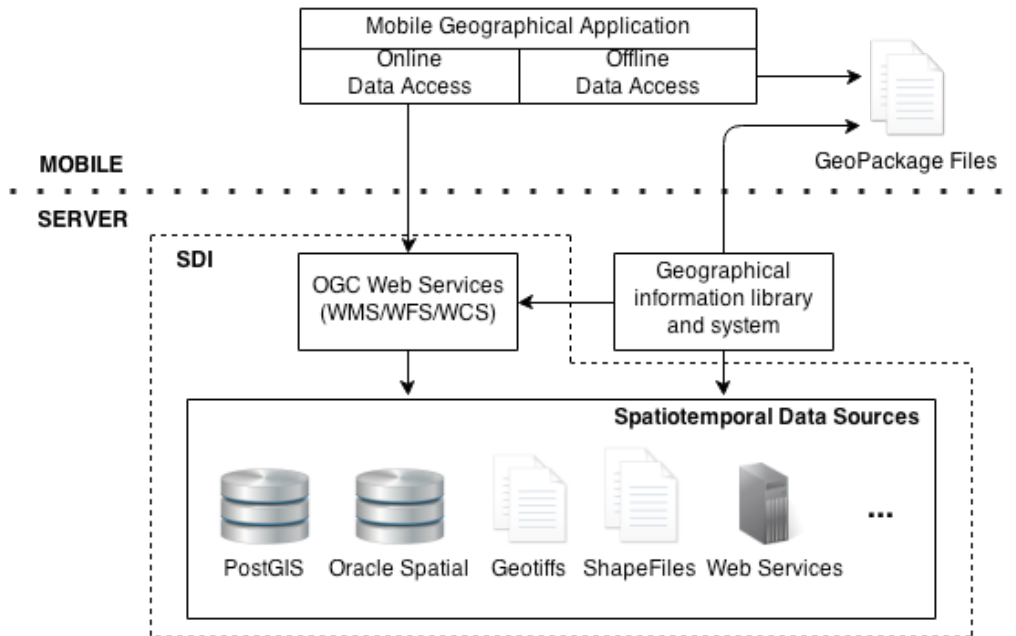 Mobile Geographical Application
Online
Data Access
Offline
Data Access
GeoPackage Files
MOBILE
SERVER
SDI
OGC Web Services
(WMS/WFS/WCS)
Geographical
information library
and system
Spatiotemporal Data Sources
...
PostGIS
Oracle Spatial
Geotiffs
ShapeFiles
Web Services